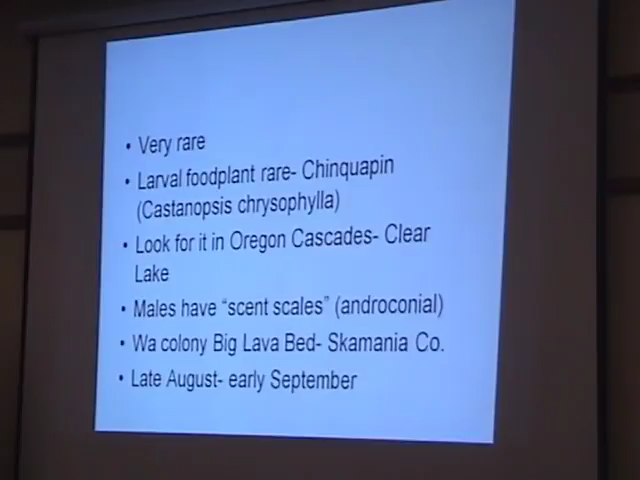 • Very rare
• Larval foodplant rare- Chinquapin
(Castanopsis chrysophylla)
• Look for it in Oregon Cascades- Clear
Lake
• Males have “scent scales” (androconial)
• Wa colony Big Lava Bed- Skamania Co.
• Late August- early September